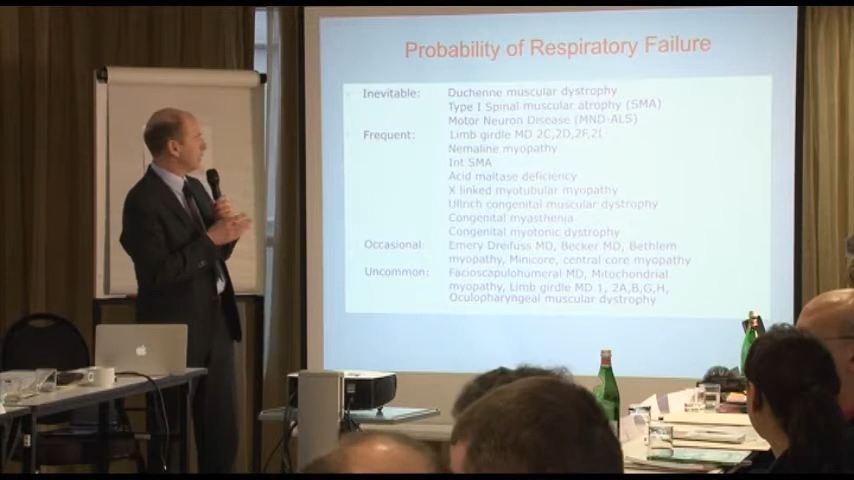 Probability of Respiratory Failure
Inevitable: Duchenne muscular dystrophy
Type I Spinal muscular atrophy (SMA)
Motor Neuron Disease (MND-ALS)
Frequent: Limb girdle MD 2C,2D,2F,2I
Nemaline myopathy
Int SMA
Acid maltase deficiency
X linked myotubular myopathy
Ullrich congenital muscular dystrophy
Congenital myasthenia
Congenital myotonic dystrophy
Occasional: Emery Dreifuss MD, Becker MD, Bethlem
myopathy, Minicore, central core myopathy
Uncommon: Facioscapulohumeral MD, Mitochondrial
myopathy, Limb girdle MD 1, 2A,B,G,H,
Oculopharyngeal muscular dystrophy